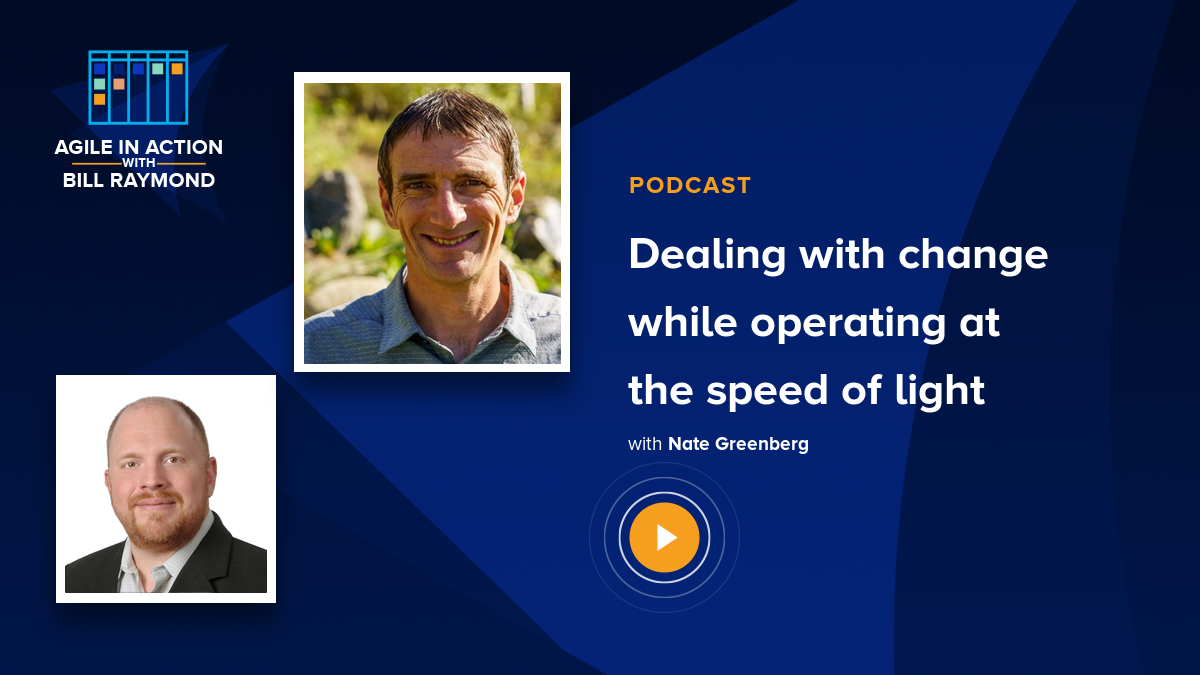 AGILE IN ACTION
WITH
BILL RAYMOND
PODCAST
Dealing with change
while operating at
the speed of light
with Nate Greenberg